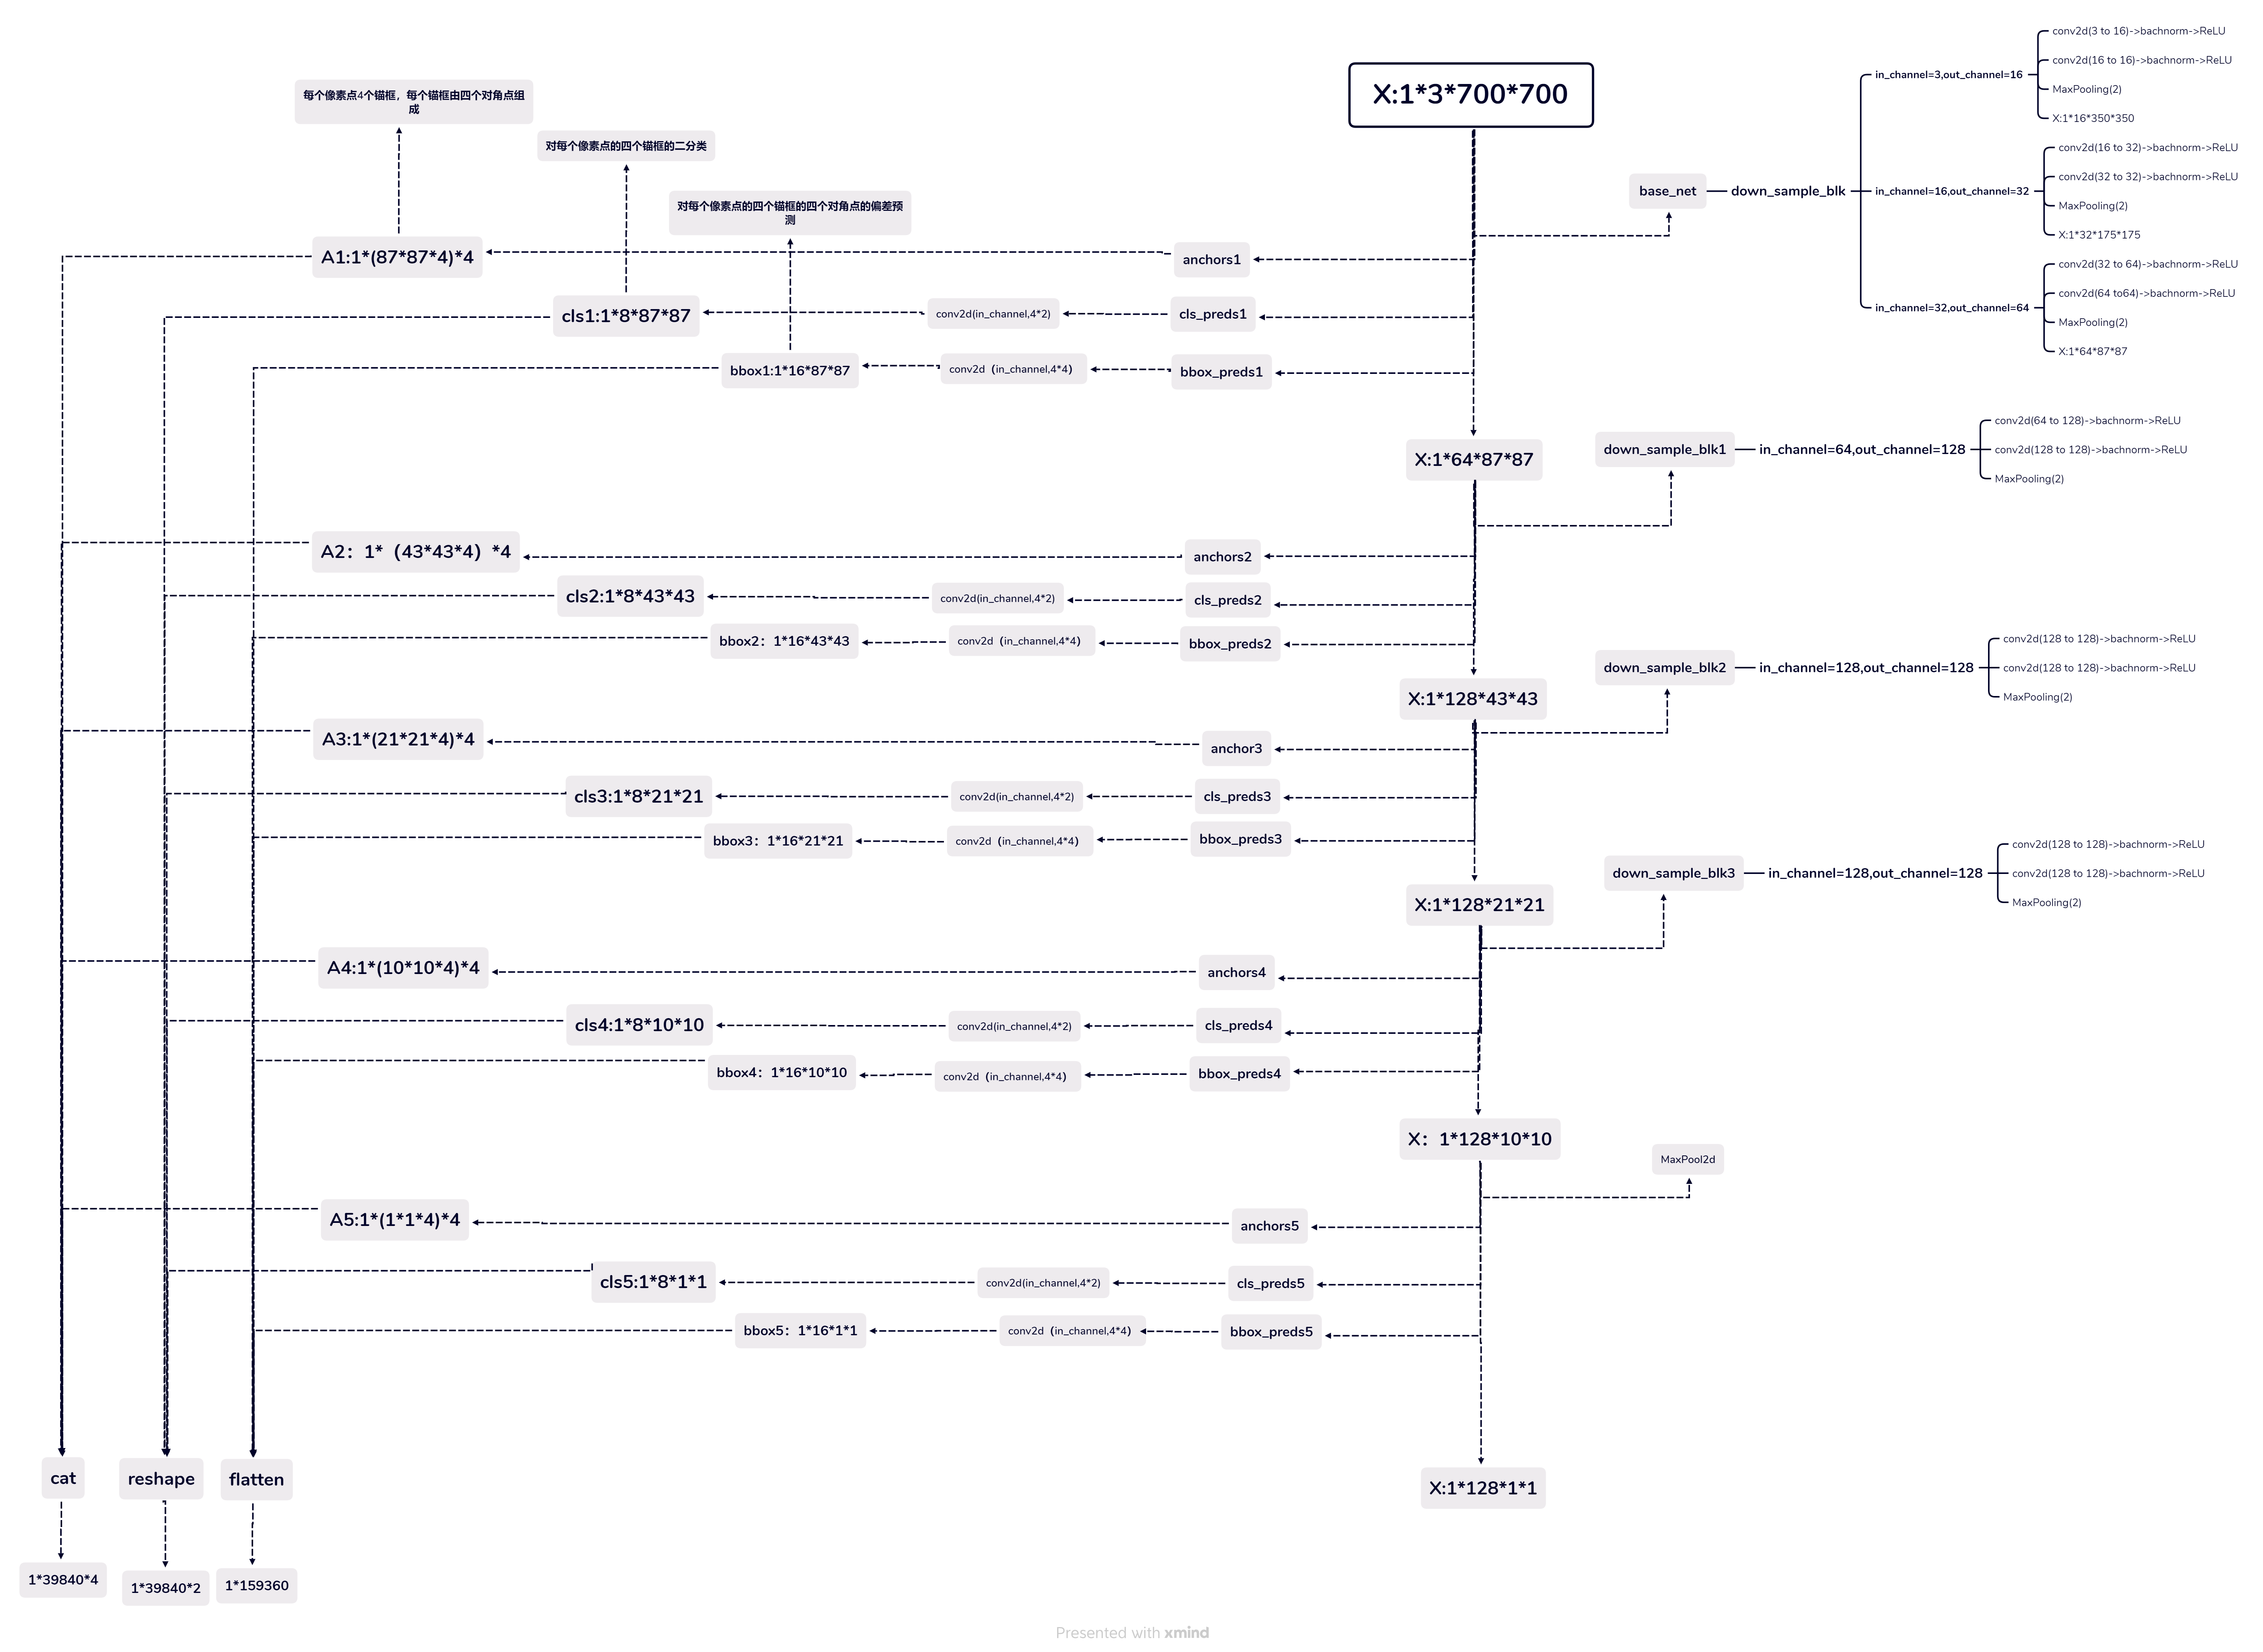 X:1*3*700*700
每个像素点4个锚框，每个锚框由四个对角点组
成
对每个像素点的四个锚框的二分类
对每个像素点的四个锚框的四个对角点的偏差预
测
base_net
down_sample_blk
in_channel=3,out_channel=16
conv2d(3 to 16)->bachnorm->ReLU
conv2d(16 to 16)->bachnorm->ReLU
MaxPooling(2)
X:1*16*350*350
in_channel=16,out_channel=32
conv2d(16 to 32)->bachnorm->ReLU
conv2d(32 to 32)->bachnorm->ReLU
MaxPooling(2)
X:1*32*175*175
in_channel=32,out_channel=64
conv2d(32 to 64)->bachnorm->ReLU
conv2d(64 to64)->bachnorm->ReLU
MaxPooling(2)
X:1*64*87*87
A1:1*(87*87*4)*4
anchors1
cls1:1*8*87*87
conv2d(in_channel,4*2)
cls_preds1
bbox1:1*16*87*87
conv2d（in_channel,4*4）
bbox_preds1
X:1*64*87*87
down_sample_blk1
in_channel=64,out_channel=128
conv2d(64 to 128)->bachnorm->ReLU
conv2d(128 to 128)->bachnorm->ReLU
MaxPooling(2)
A2：1*（43*43*4）*4
anchors2
cls2:1*8*43*43
conv2d(in_channel,4*2)
cls_preds2
bbox2：1*16*43*43
conv2d（in_channel,4*4）
bbox_preds2
X:1*128*43*43
down_sample_blk2
in_channel=128,out_channel=128
conv2d(128 to 128)->bachnorm->ReLU
conv2d(128 to 128)->bachnorm->ReLU
MaxPooling(2)
A3:1*(21*21*4)*4
anchor3
cls3:1*8*21*21
conv2d(in_channel,4*2)
cls_preds3
bbox3：1*16*21*21
conv2d（in_channel,4*4）
bbox_preds3
X:1*128*21*21
down_sample_blk3
in_channel=128,out_channel=128
conv2d(128 to 128)->bachnorm->ReLU
conv2d(128 to 128)->bachnorm->ReLU
MaxPooling(2)
A4:1*(10*10*4)*4
anchors4
cls4:1*8*10*10
conv2d(in_channel,4*2)
cls_preds4
bbox4：1*16*10*10
conv2d（in_channel,4*4）
bbox_preds4
X：1*128*10*10
MaxPool2d
A5:1*(1*1*4)*4
anchors5
cls5:1*8*1*1
conv2d(in_channel,4*2)
cls_preds5
bbox5：1*16*1*1
conv2d（in_channel,4*4）
bbox_preds5
cat
reshape
flatten
X:1*128*1*1
1*39840*4
1*39840*2
1*159360
Presented with xmind